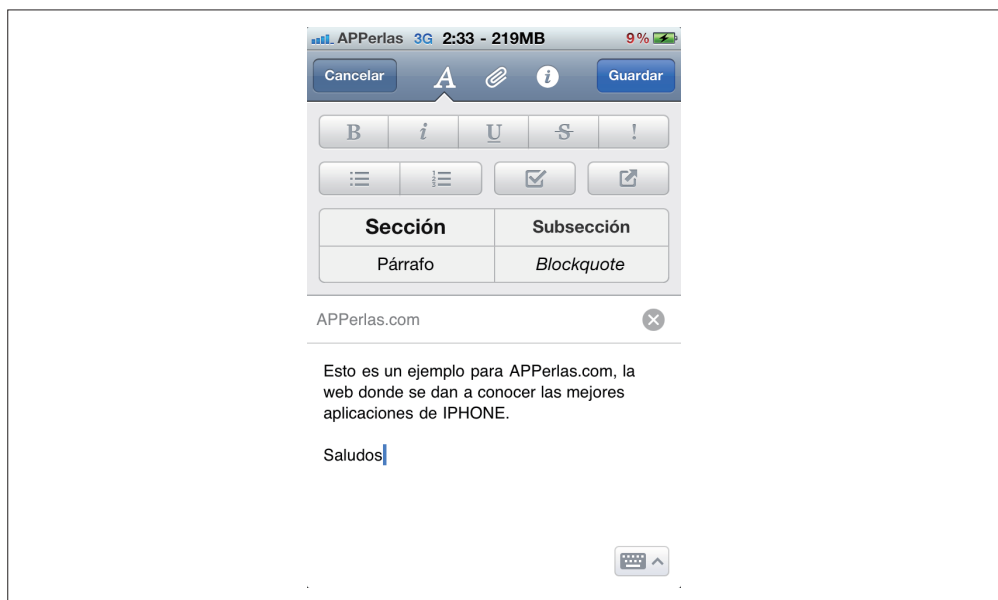 APPerlas 3G 2:33 - 219MB 9%
Cancelar A i Guardar
B i U S !
Sección Subsección
Párrafo Blockquote
APPerlas.com
Esto es un ejemplo para APPerlas.com, la
web donde se dan a conocer las mejores
aplicaciones de IPHONE.
Saludos